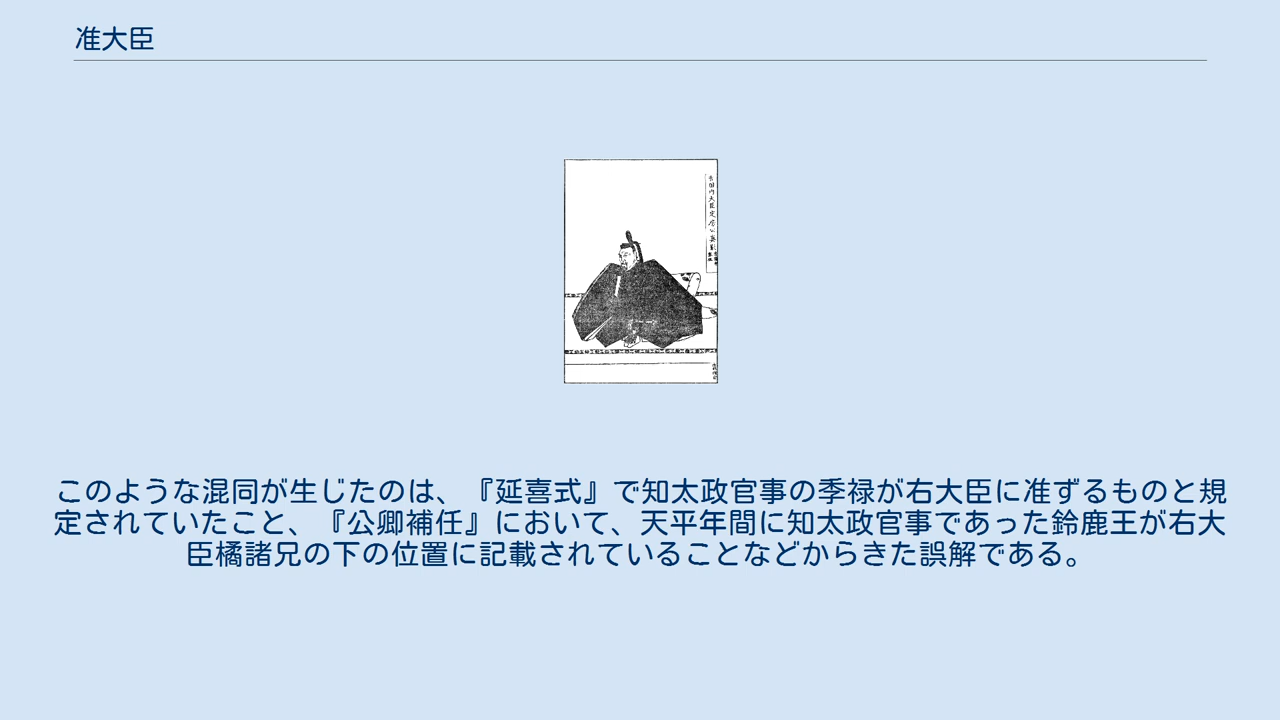 准大臣
このような混同が生じたのは、『延喜式』で知太政官事の季禄が右大臣に准ずるものと規
定されていたこと、『公卿補任』において、天平年間に知太政官事であった鈴鹿王が右大
臣橘諸兄の下の位置に記載されていることなどからきた誤解である。